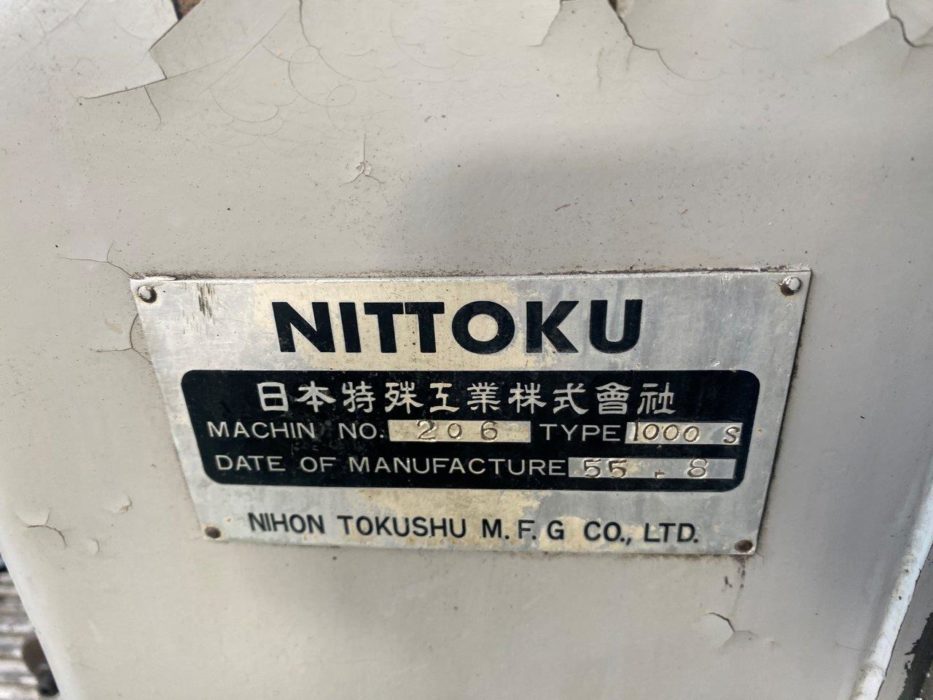 NITTOKU
日本特殊工業株式會社
MACHIN NO. 206 TYPE 1000 S
DATE OF MANUFACTURE 55.8
NIHON TOKUSHU M.F.G CO., LTD.